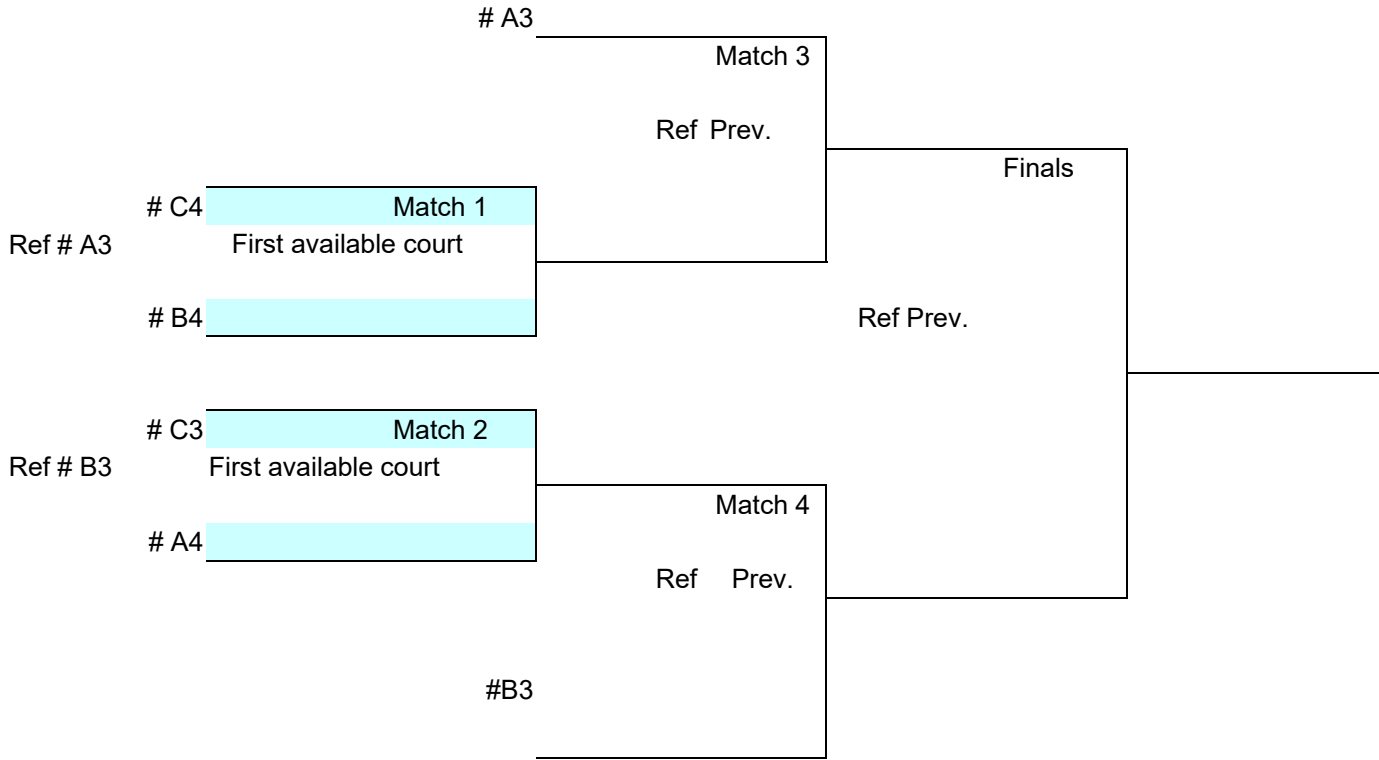 # A3
Match 3
Ref Prev.
Finals
# C4 Match 1
Ref # A3 First available court
# B4 Ref Prev.
# C3 Match 2
Ref # B3 First available court
Match 4
# A4
Ref Prev.
#B3